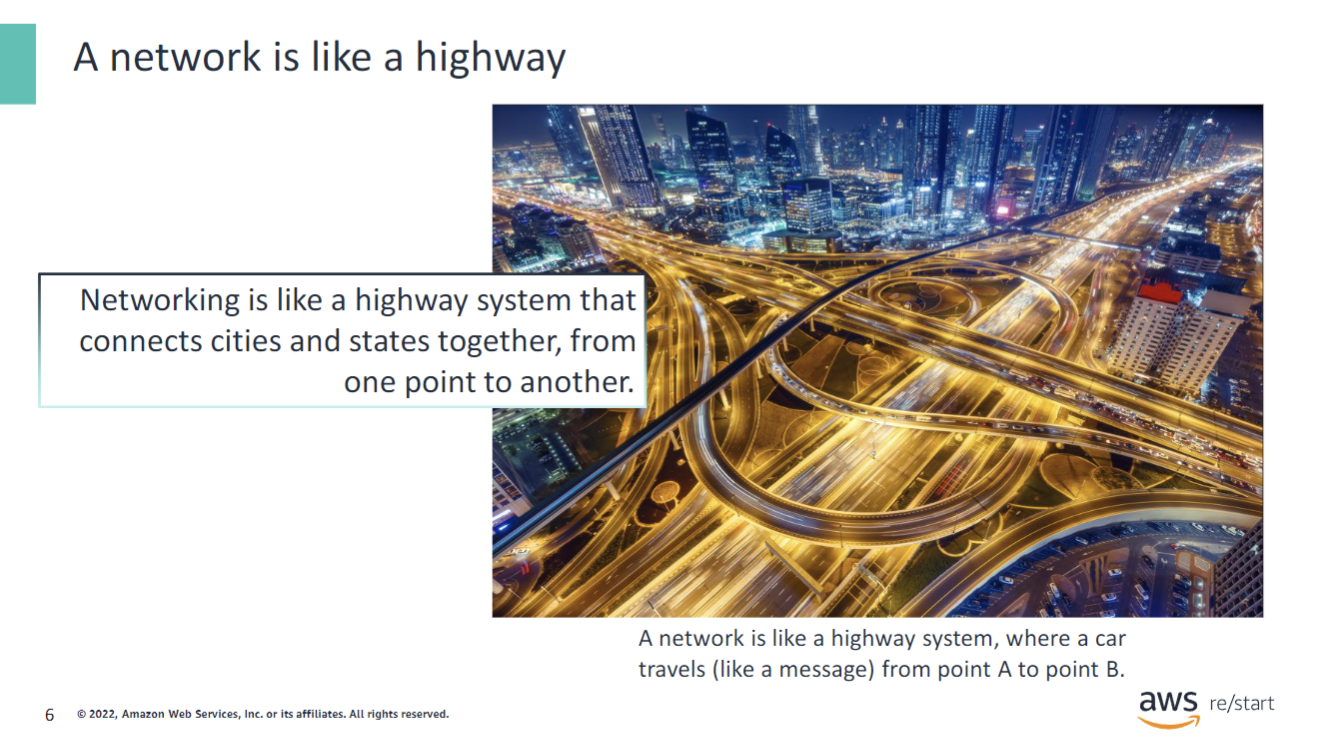 A network is like a highway
Networking is like a highway system that
connects cities and states together, from
one point to another.
A network is like a highway system, where a car
travels (like a message) from point A to point B.
6
© 2022, Amazon Web Services, Inc. or its affiliates. All rights reserved.
aws re/start